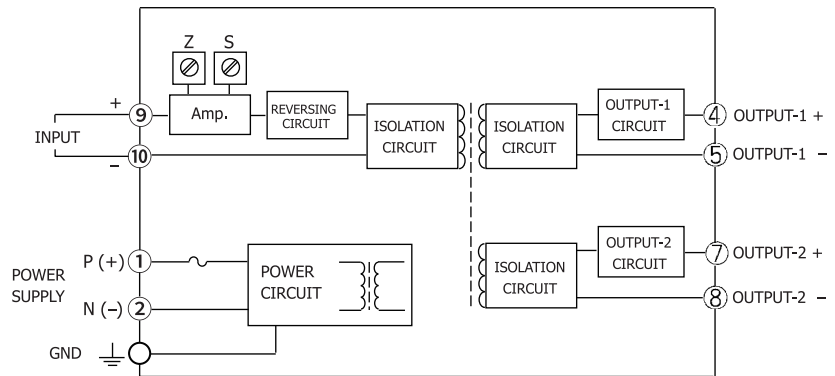 Z S
+ 9 Amp. REVERSING CIRCUIT
INPUT
- 10
ISOLATION CIRCUIT
ISOLATION CIRCUIT
OUTPUT-1 CIRCUIT
4 OUTPUT-1 +
5 OUTPUT-1 −
POWER SUPPLY
P (+) 1
N (−) 2
GND
POWER CIRCUIT
ISOLATION CIRCUIT
OUTPUT-2 CIRCUIT
7 OUTPUT-2 +
8 OUTPUT-2 −